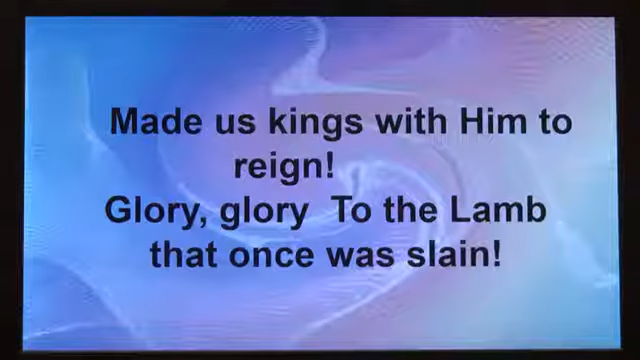 Made us kings with Him to
reign!
Glory, glory To the Lamb
that once was slain!